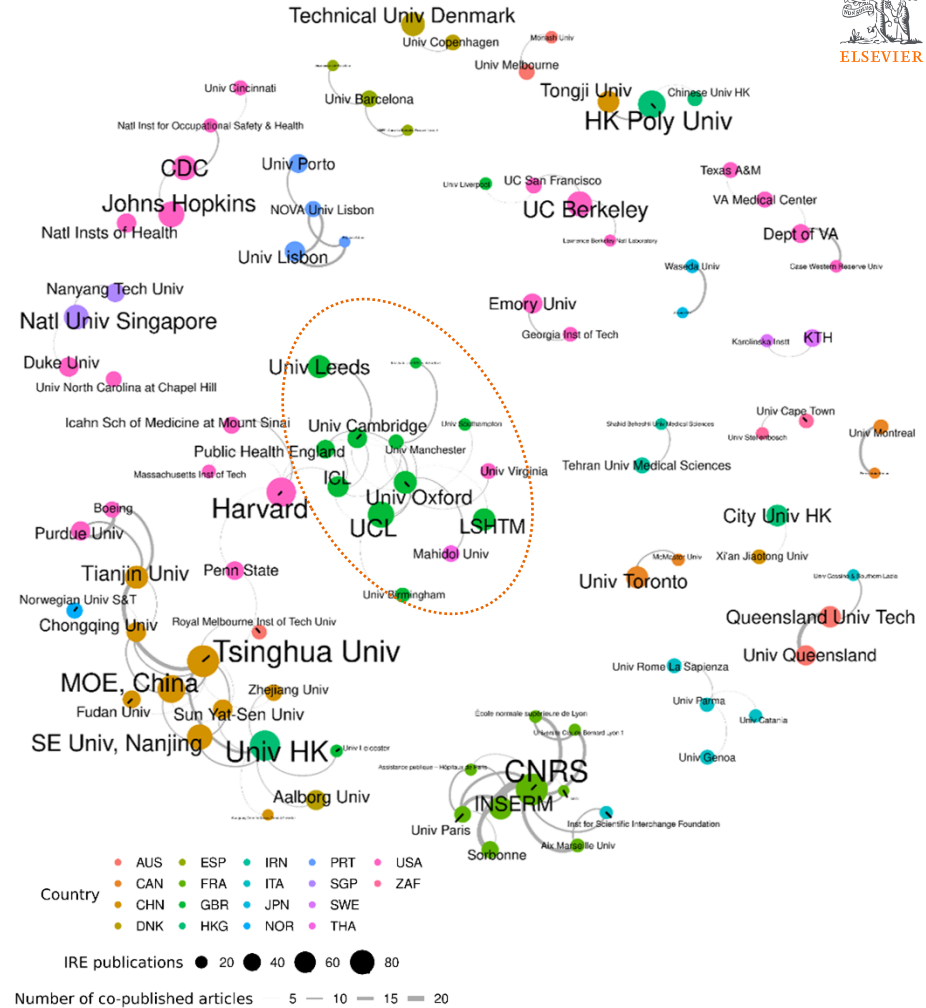 Technical Univ Denmark
Univ Copenhagen
Monash Univ
Univ Melbourne
ELSEVIER
Univ Cincinnati
Univ Barcelona
Tongji Univ
Chinese Univ HK
HK Poly Univ
Natl Inst for Occupational Safety & Health
CDC
Univ Porto
Univ Liverpool
UC San Francisco
Texas A&M
Johns Hopkins
NOVA Univ Lisbon
UC Berkeley
VA Medical Center
Natl Insts of Health
Lawrence Berkeley Natl Laboratory
Dept of VA
Univ Lisbon
Waseda Univ
Case Western Reserve Univ
Nanyang Tech Univ
Emory Univ
Natl Univ Singapore
Georgia Inst of Tech
Karolinska Instt
KTH
Duke Univ
Univ Leeds
Univ North Carolina at Chapel Hill
Icahn Sch of Medicine at Mount Sinai
Univ Cambridge
Univ Southampton
Shahid Beheshti Univ Medical Sciences
Univ Cape Town
Univ Stellenbosch
Univ Montreal
Public Health England
Univ Manchester
Massachusetts Inst of Tech
ICL
Univ Virginia
Tehran Univ Medical Sciences
Harvard
Univ Oxford
Boeing
UCL
LSHTM
City Univ HK
Purdue Univ
Mahidol Univ
Xi'an Jiaotong Univ
Tianjin Univ
Penn State
McMaster Univ
Univ Toronto
Univ Cassino & Southern Lazio
Norwegian Univ S&T
Univ Birmingham
Chongqing Univ
Royal Melbourne Inst of Tech Univ
Queensland Univ Tech
Tsinghua Univ
Univ Queensland
MOE, China
Zhejiang Univ
Univ Rome La Sapienza
Fudan Univ
Sun Yat-Sen Univ
Univ Parma
Univ Catania
SE Univ, Nanjing
Univ HK
Univ Leicester
École normale supérieure de Lyon
Université Claude Bernard Lyon 1
Univ Genoa
Assistance publique – Hôpitaux de Paris
CNRS
Aalborg Univ
INSERM
Univ Paris
Inst for Scientific Interchange Foundation
Sorbonne
Aix Marseille Univ
Country
AUS ESP IRN PRT USA
CAN FRA ITA SGP ZAF
CHN GBR JPN SWE
DNK HKG NOR THA
IRE publications 20 40 60 80
Number of co-published articles 5 10 15 20